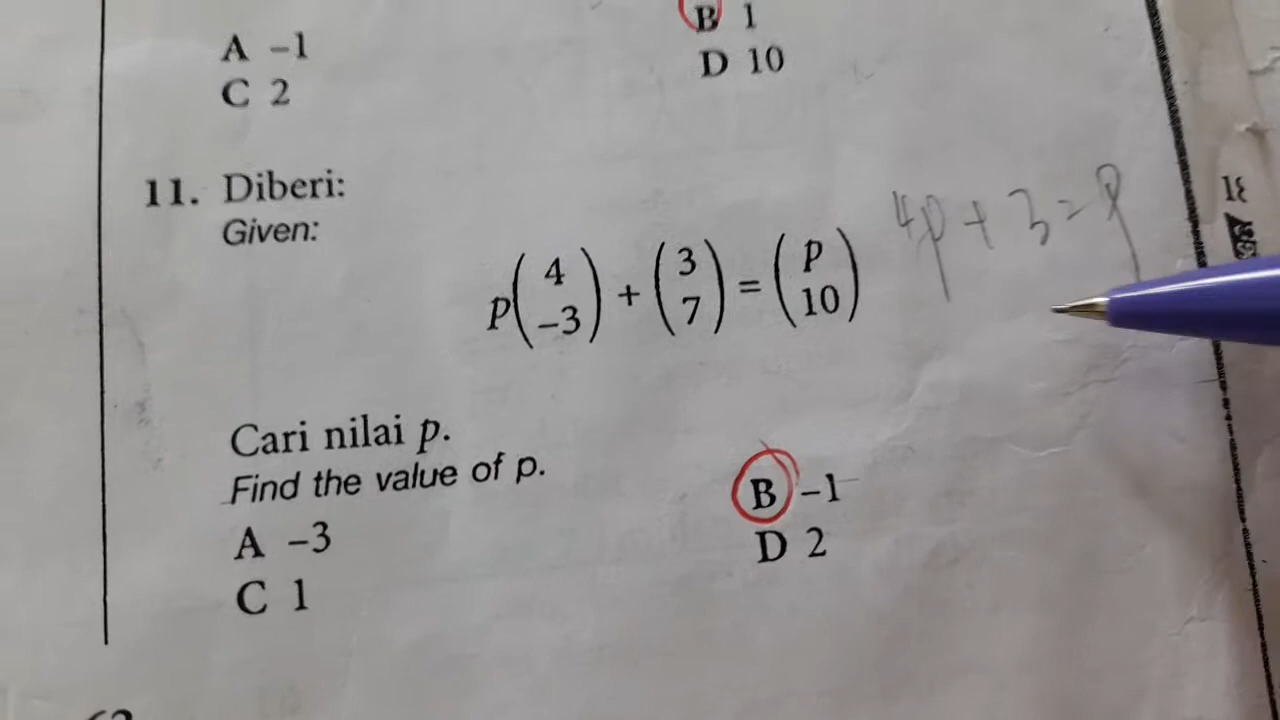 A -1
B 1
C 2
D 10
11. Diberi:
Given:
p(4 -3) + (3 7) = (p 10)
4p + 3 = p
Cari nilai p.
Find the value of p.
A -3
B -1
C 1
D 2